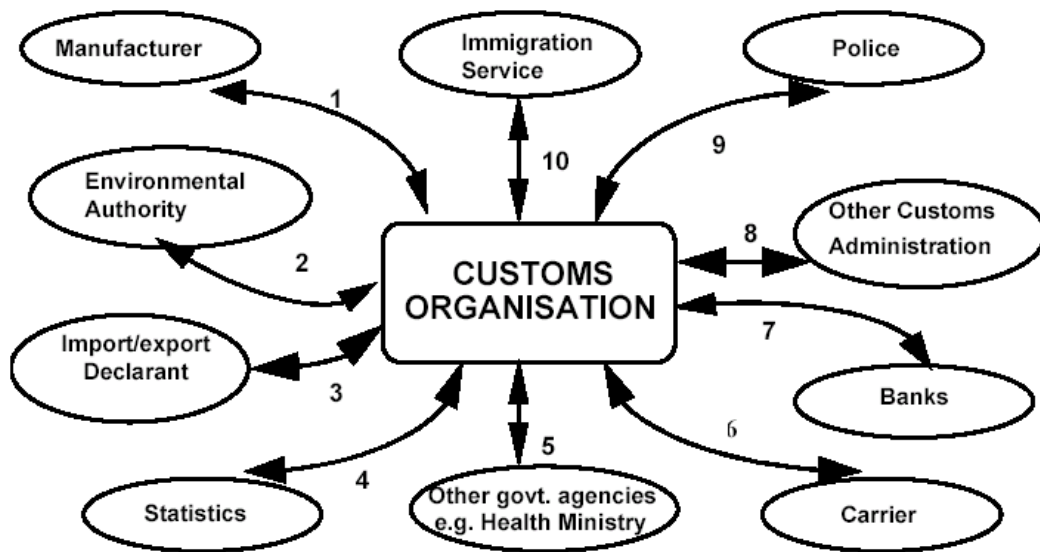 Manufacturer
Immigration
Service
Police
1
10
9
Environmental
Authority
Other Customs
Administration
8
2
CUSTOMS
ORGANISATION
7
Import/export
Declarant
3
Banks
6
5
4
Statistics
Other govt. agencies
e.g. Health Ministry
Carrier